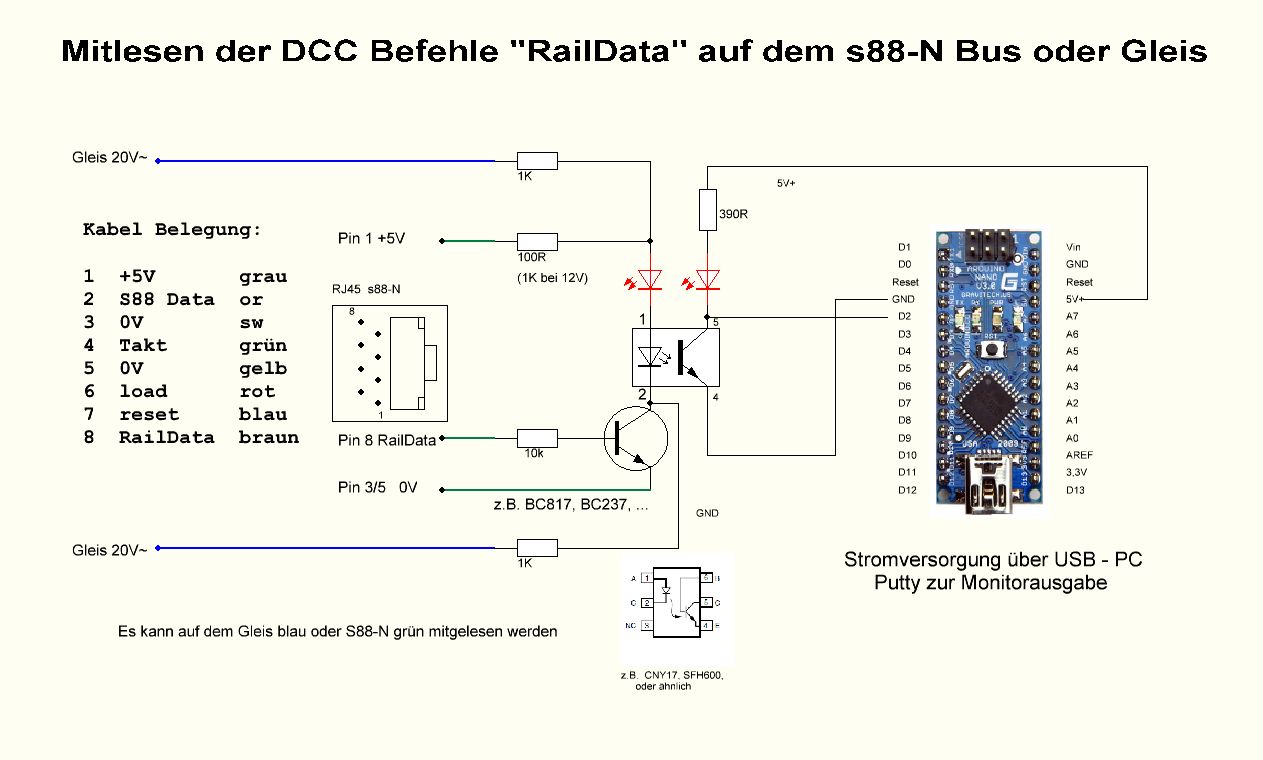 Mitlesen der DCC Befehle "RailData" auf dem s88-N Bus oder Gleis
Gleis 20V~
1K
5V+
390R
Kabel Belegung:
1 +5V grau
2 S88 Data or
3 0V sw
4 Takt grün
5 0V gelb
6 load rot
7 reset blau
8 RailData braun
Pin 1 +5V
100R
(1K bei 12V)
RJ45 s88-N
8
1
1
5
2
4
Pin 8 RailData
10k
Pin 3/5 0V
z.B. BC817, BC237, ...
GND
Gleis 20V~
1K
D1
D0
Reset
GND
D2
D3
D4
D5
D6
D7
D8
D9
D10
D11
D12
ARDUINO
NANO
V3.0
GRAVITECH.US
RST
USA 2009
Vin
GND
Reset
5V+
A7
A6
A5
A4
A3
A2
A1
A0
AREF
3,3V
D13
Stromversorgung über USB - PC
Putty zur Monitorausgabe
A 1 6 B
C 2 5 C
NC 3 4 E
Es kann auf dem Gleis blau oder S88-N grün mitgelesen werden
z.B. CNY17, SFH600,
oder ähnlich